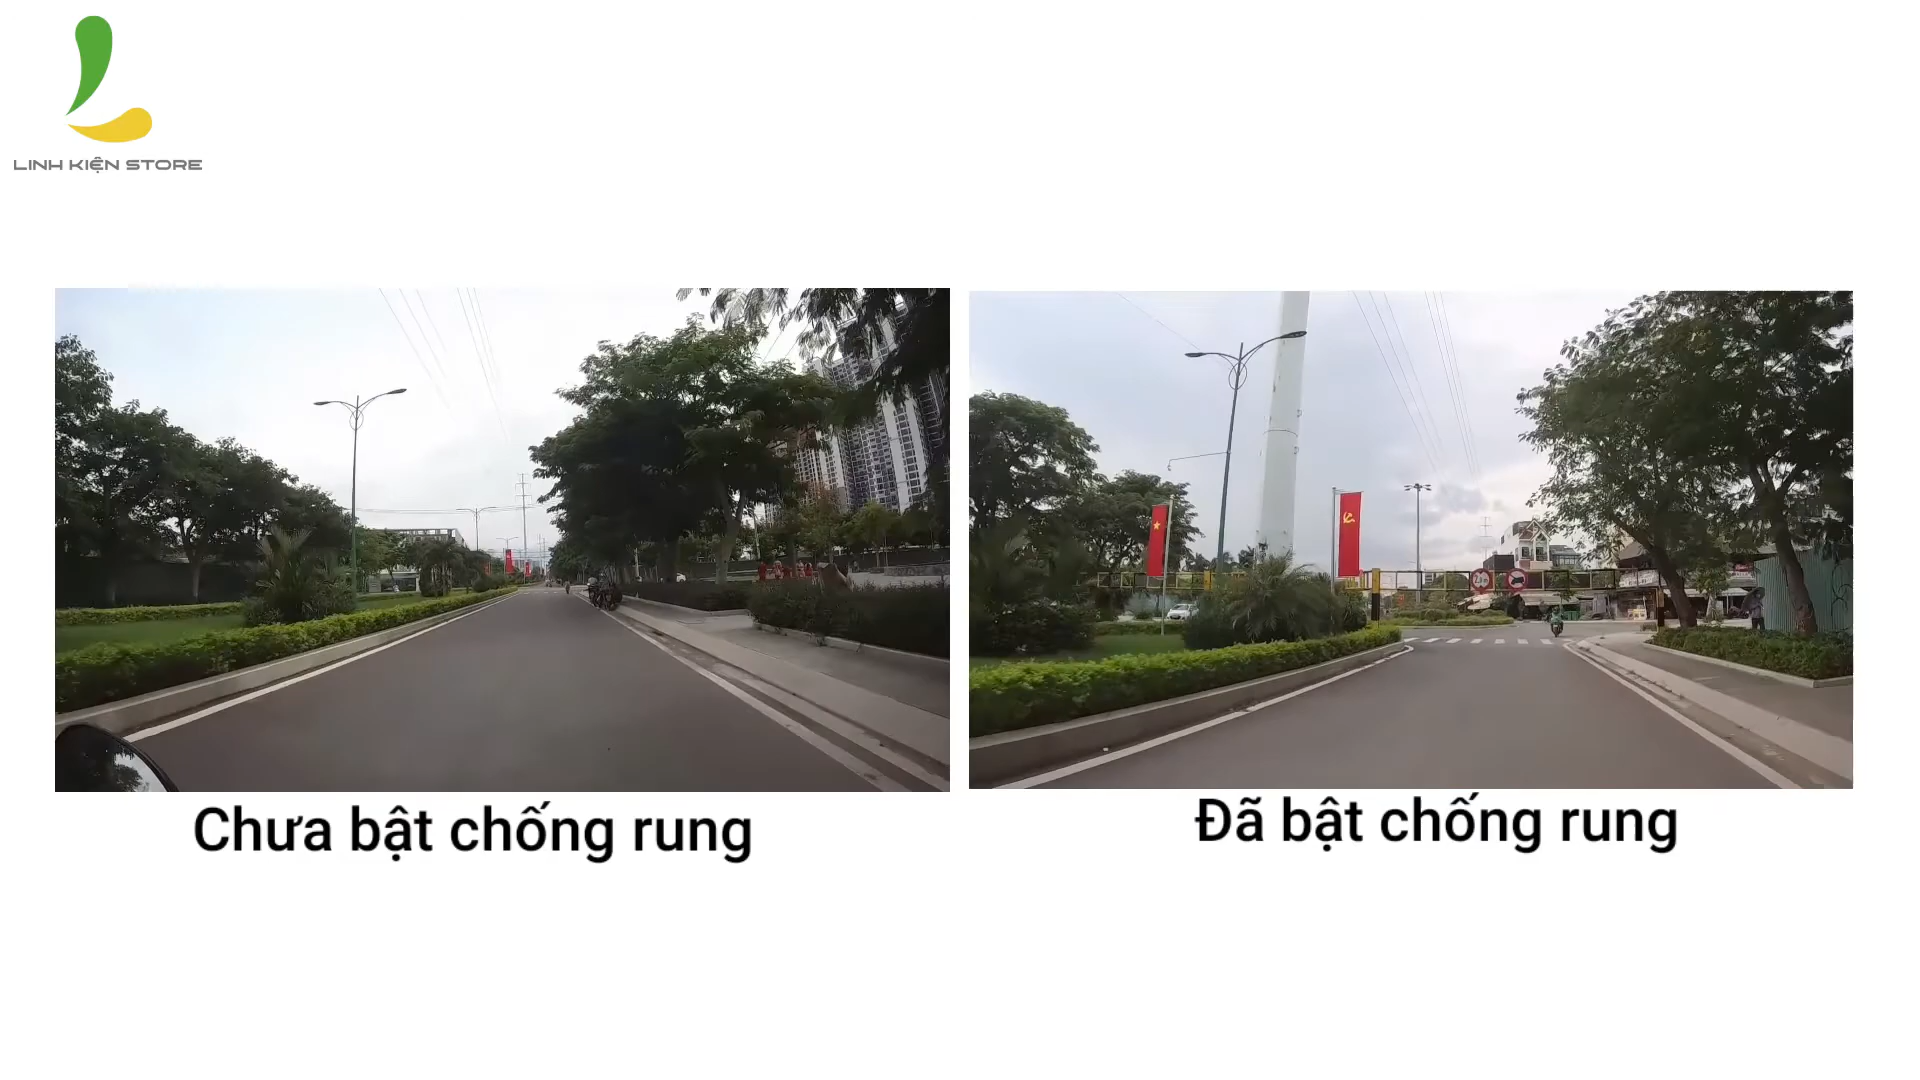 LINH KIỆN STORE
Chưa bật chống rung
Đã bật chống rung